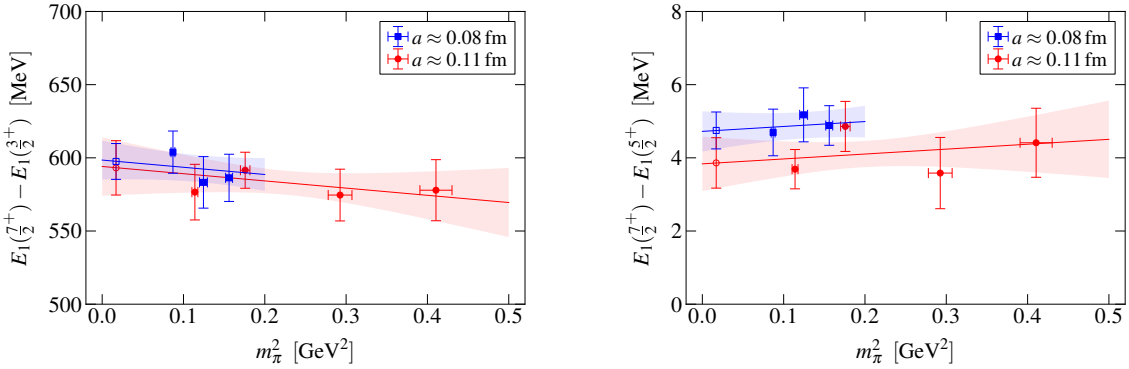 700
650
600
550
500
0.0 0.1 0.2 0.3 0.4 0.5
E₁(7/2⁺) − E₁(3/2⁺) [MeV]
m²π [GeV²]
a ≈ 0.08 fm
a ≈ 0.11 fm
8
6
4
2
0
0.0 0.1 0.2 0.3 0.4 0.5
E₁(7/2⁺) − E₁(5/2⁺) [MeV]
m²π [GeV²]
a ≈ 0.08 fm
a ≈ 0.11 fm